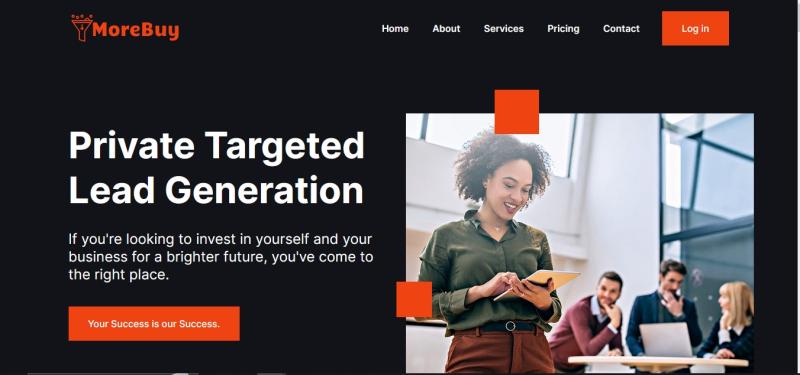 MoreBuy
Home
About
Services
Pricing
Contact
Log in
Private Targeted
Lead Generation
If you're looking to invest in yourself and your
business for a brighter future, you've come to
the right place.
Your Success is our Success.